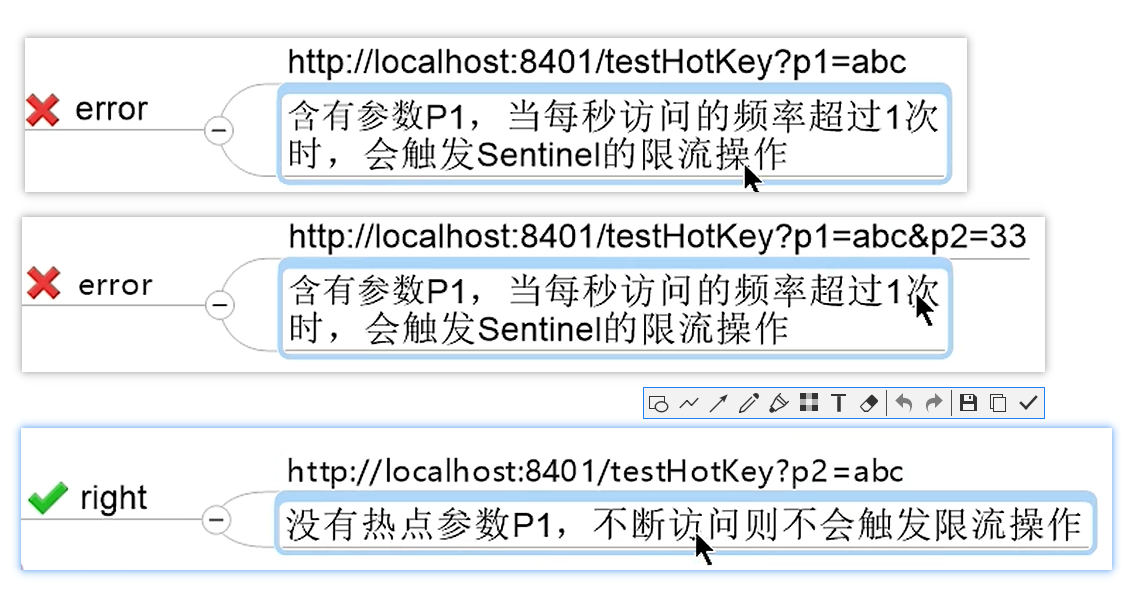 http://localhost:8401/testHotKey?p1=abc
error
含有参数P1，当每秒访问的频率超过1次
时，会触发Sentinel的限流操作
http://localhost:8401/testHotKey?p1=abc&p2=33
error
含有参数P1，当每秒访问的频率超过1次
时，会触发Sentinel的限流操作
http://localhost:8401/testHotKey?p2=abc
right
没有热点参数P1，不断访问则不会触发限流操作